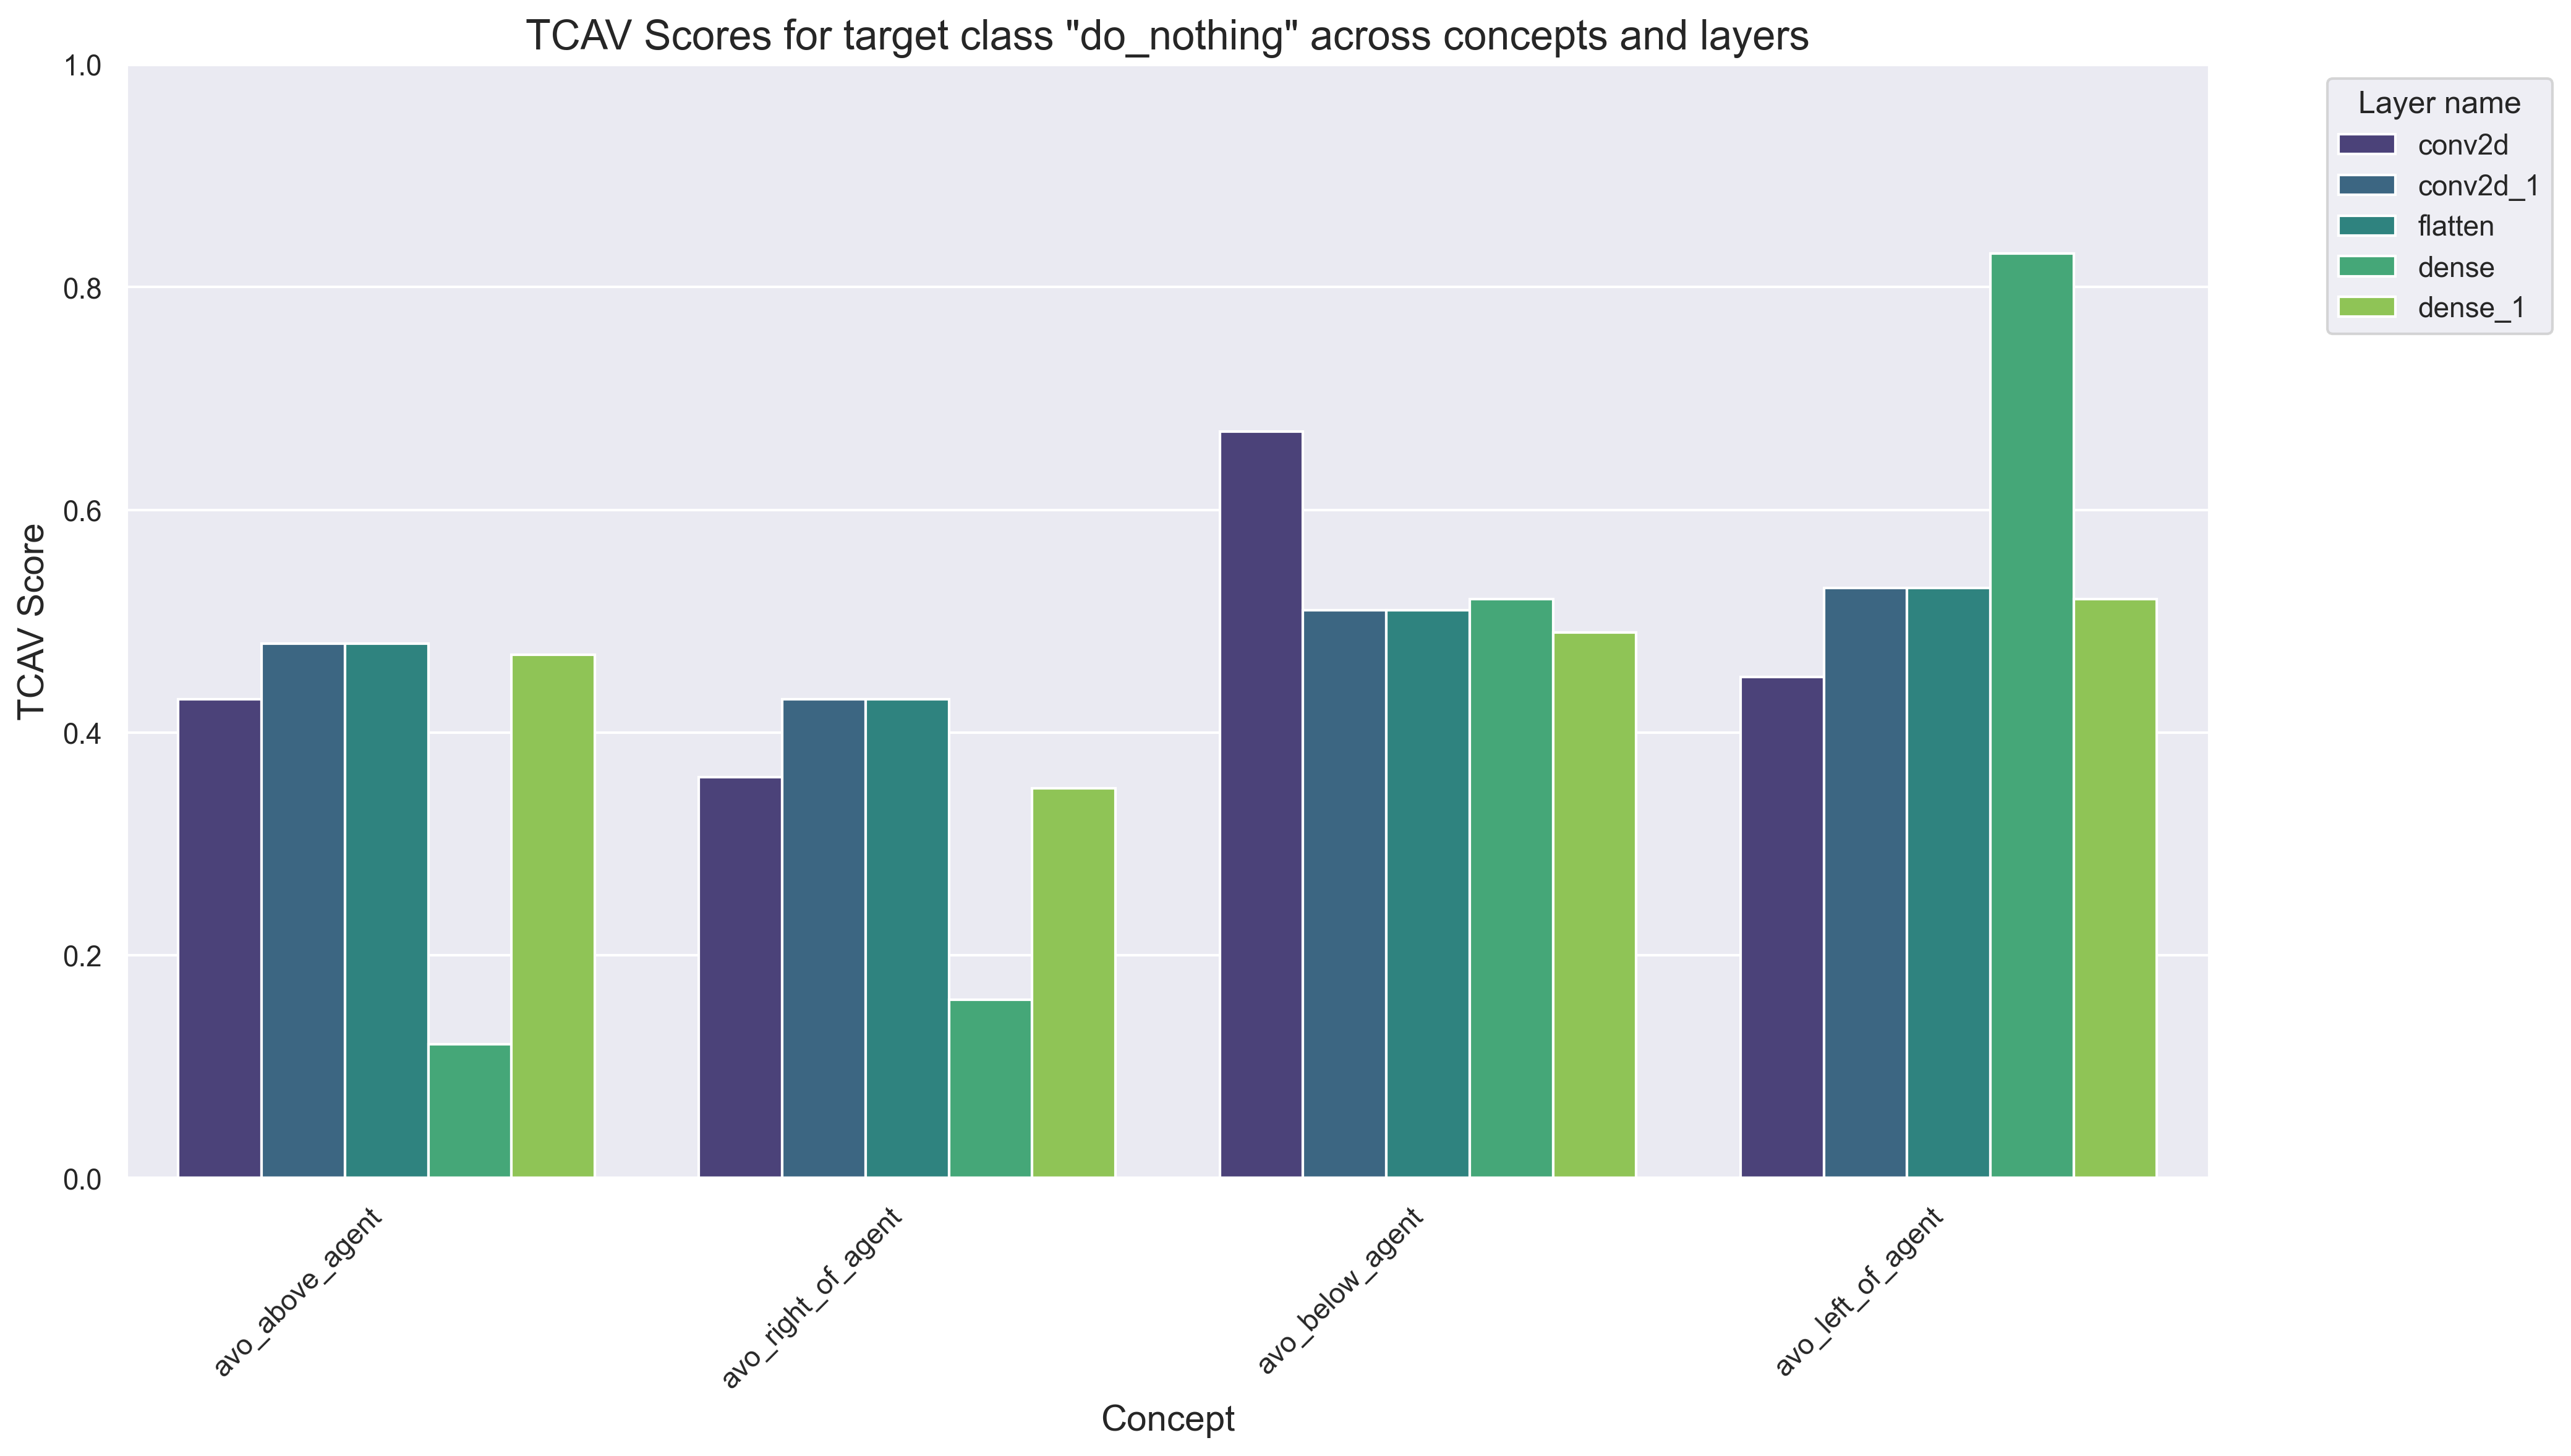 TCAV Scores for target class "do_nothing" across concepts and layers
1.0
0.8
0.6
0.4
0.2
0.0
TCAV Score
avo_above_agent
avo_right_of_agent
avo_below_agent
avo_left_of_agent
Concept
Layer name
conv2d
conv2d_1
flatten
dense
dense_1